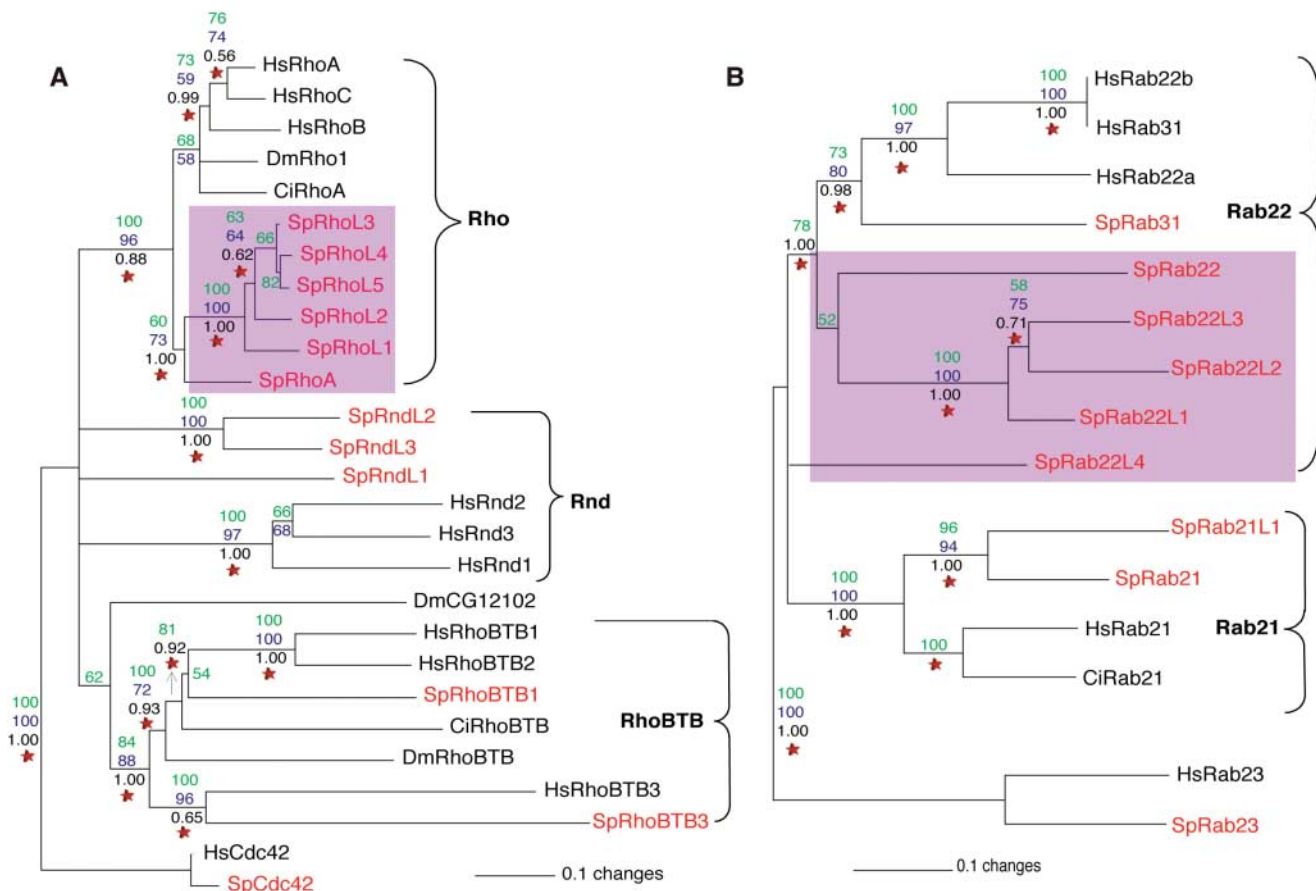 A
76
74
0.56
73
59
0.99
HsRhoA
HsRhoC
HsRhoB
68
58
DmRho1
CiRhoA
Rho
100
96
0.88
63
64
0.62
66
82
SpRhoL3
SpRhoL4
SpRhoL5
SpRhoL2
100
100
1.00
SpRhoL1
60
73
1.00
SpRhoA
100
100
1.00
SpRndL2
SpRndL3
SpRndL1
Rnd
100
97
1.00
66
68
HsRnd2
HsRnd3
HsRnd1
DmCG12102
62
81
0.92
54
100
100
1.00
HsRhoBTB1
HsRhoBTB2
SpRhoBTB1
100
72
0.93
CiRhoBTB
RhoBTB
DmRhoBTB
84
88
1.00
100
96
0.65
HsRhoBTB3
SpRhoBTB3
100
100
1.00
HsCdc42
SpCdc42
0.1 changes
B
100
100
1.00
HsRab22b
HsRab31
100
97
1.00
HsRab22a
73
80
0.98
SpRab31
Rab22
78
1.00
SpRab22
52
58
75
0.71
SpRab22L3
SpRab22L2
100
100
1.00
SpRab22L1
SpRab22L4
96
94
1.00
SpRab21L1
SpRab21
100
100
1.00
100
HsRab21
CiRab21
Rab21
100
100
1.00
HsRab23
SpRab23
0.1 changes